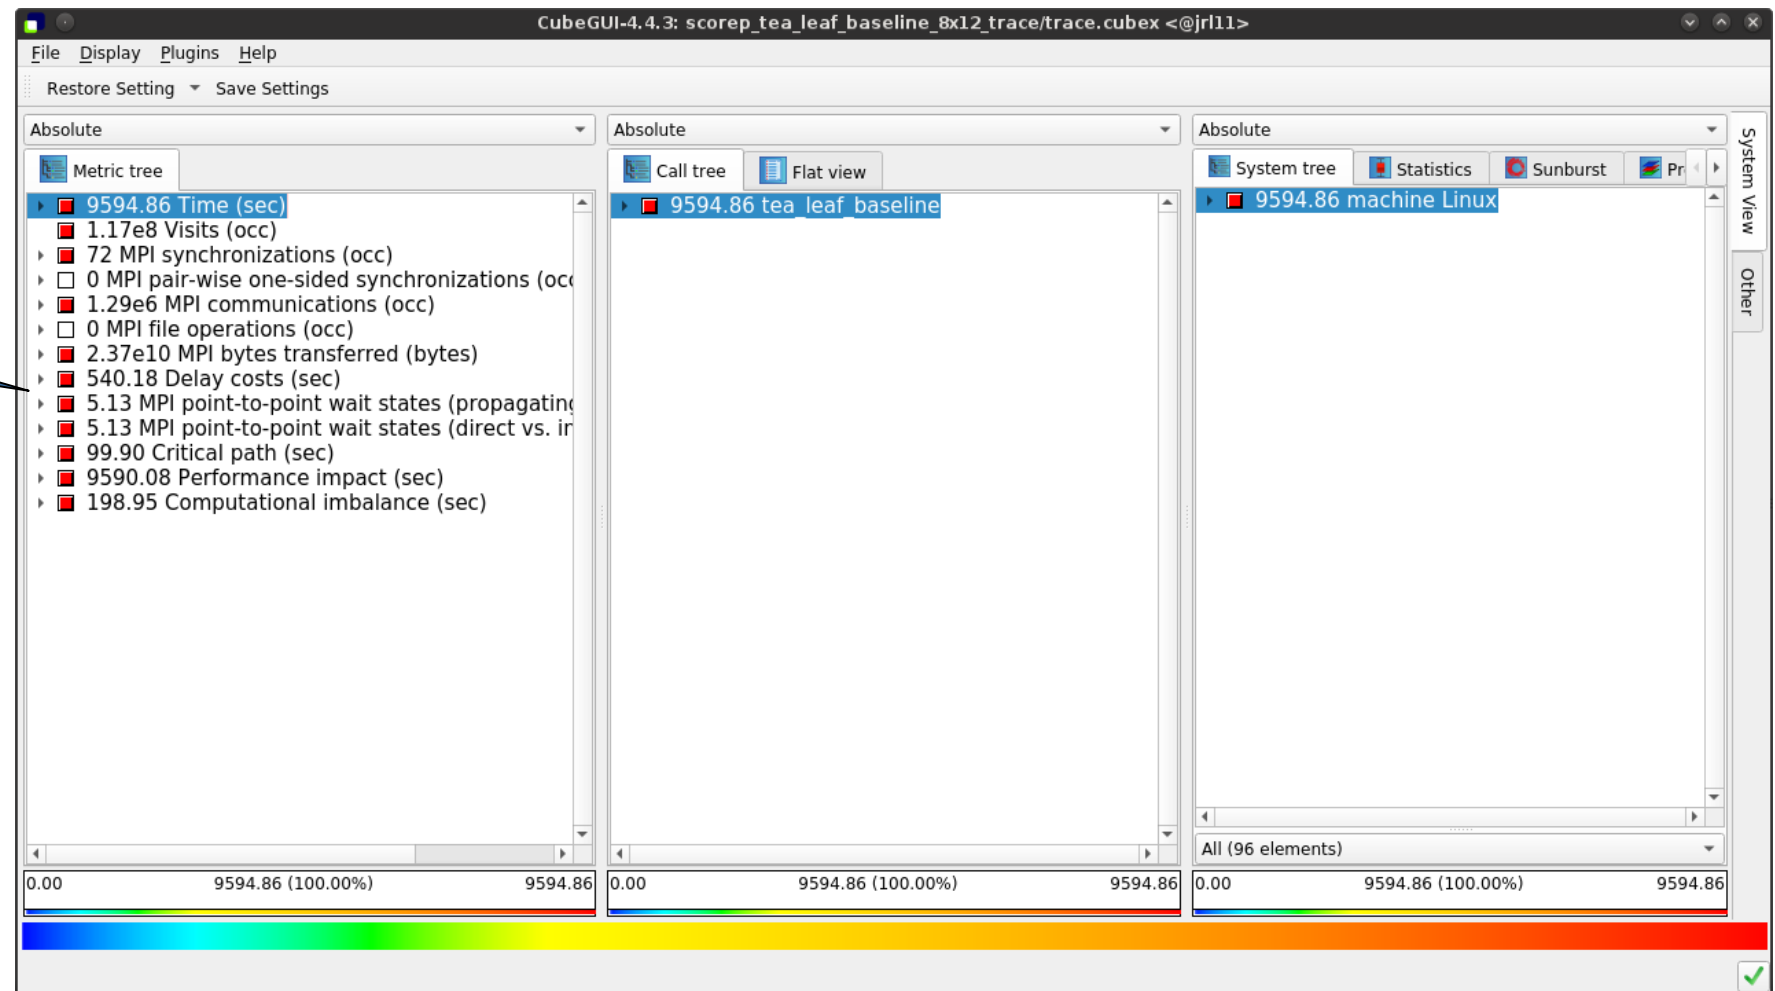 CubeGUI-4.4.3: scorep_tea_leaf_baseline_8x12_trace/trace.cubex <@jrl11>
File Display Plugins Help
Restore Setting Save Settings
Absolute
Metric tree
9594.86 Time (sec)
1.17e8 Visits (occ)
72 MPI synchronizations (occ)
0 MPI pair-wise one-sided synchronizations (occ
1.29e6 MPI communications (occ)
0 MPI file operations (occ)
2.37e10 MPI bytes transferred (bytes)
540.18 Delay costs (sec)
5.13 MPI point-to-point wait states (propagating
5.13 MPI point-to-point wait states (direct vs. in
99.90 Critical path (sec)
9590.08 Performance impact (sec)
198.95 Computational imbalance (sec)
0.00 9594.86 (100.00%) 9594.86
Absolute
Call tree Flat view
9594.86 tea_leaf_baseline
0.00 9594.86 (100.00%) 9594.86
Absolute
System tree Statistics Sunburst Pr
9594.86 machine Linux
All (96 elements)
0.00 9594.86 (100.00%) 9594.86
System View
Other